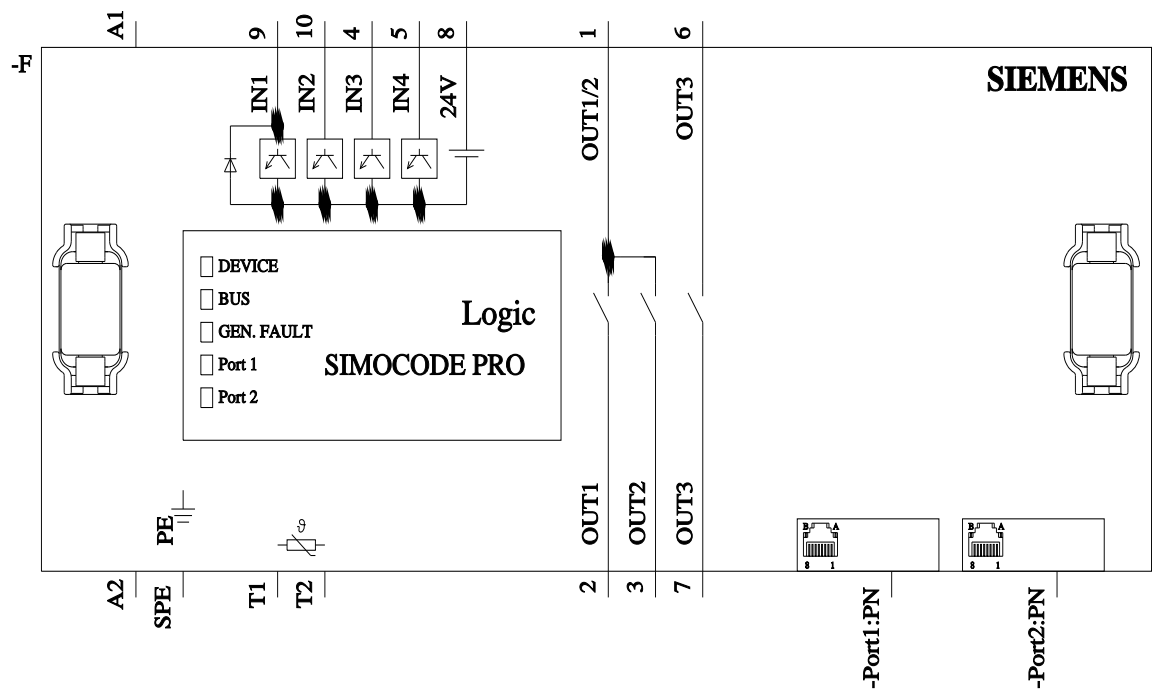 A1
9
10
4
5
8
1
6
-F
IN1
IN2
IN3
IN4
24V
OUT1/2
OUT3
SIEMENS
DEVICE
BUS
GEN. FAULT
Port 1
Port 2
Logic
SIMOCODE PRO
PE
ϑ
OUT1
OUT2
OUT3
B A
8 1
B A
8 1
A2
SPE
T1
T2
2
3
7
-Port1:PN
-Port2:PN